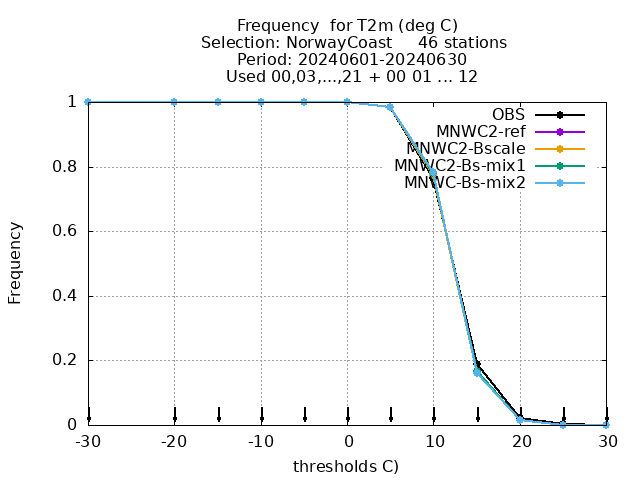 Frequency  for T2m (deg C)
Selection: NorwayCoast     46 stations
Period: 20240601-20240630
Used 00,03,...,21 + 00 01 ... 12
OBS
MNWC2-ref
MNWC2-Bscale
MNWC2-Bs-mix1
MNWC-Bs-mix2
Frequency
1
0.8
0.6
0.4
0.2
0
-30 -20 -10 0 10 20 30
thresholds C)